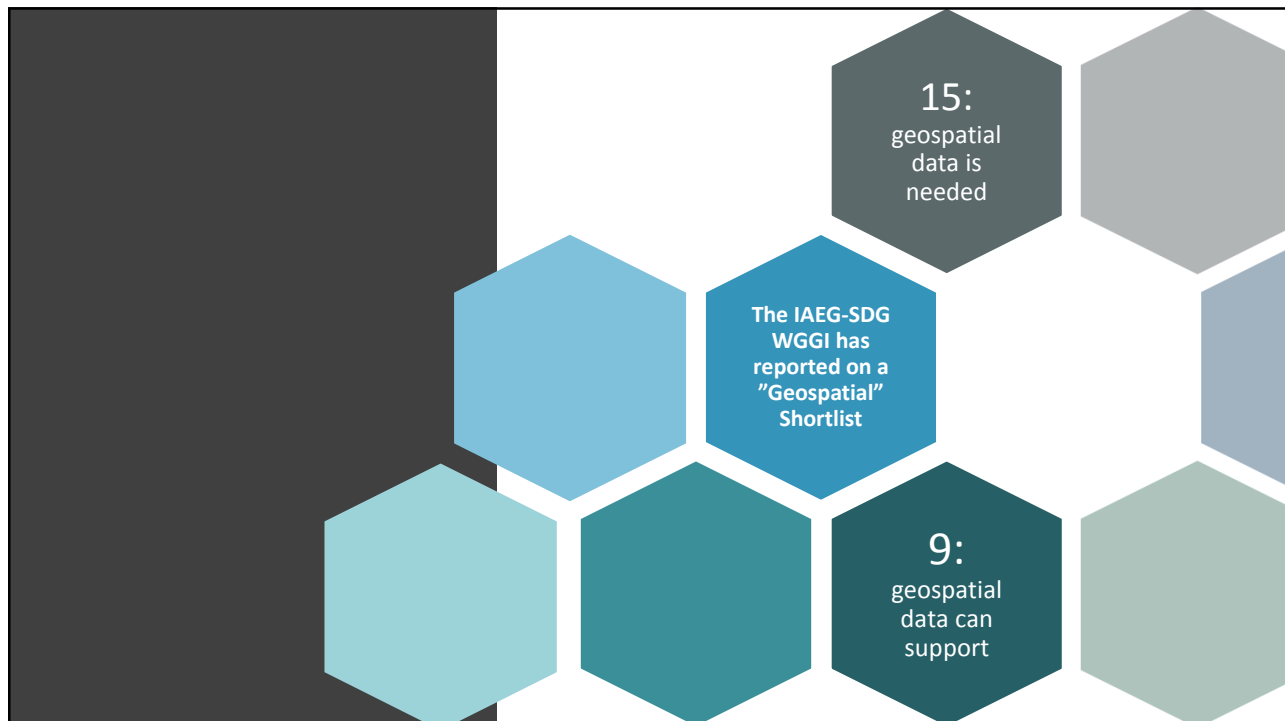 15:
geospatial
data is
needed
The IAEG-SDG
WGGI has
reported on a
”Geospatial”
Shortlist
9:
geospatial
data can
support